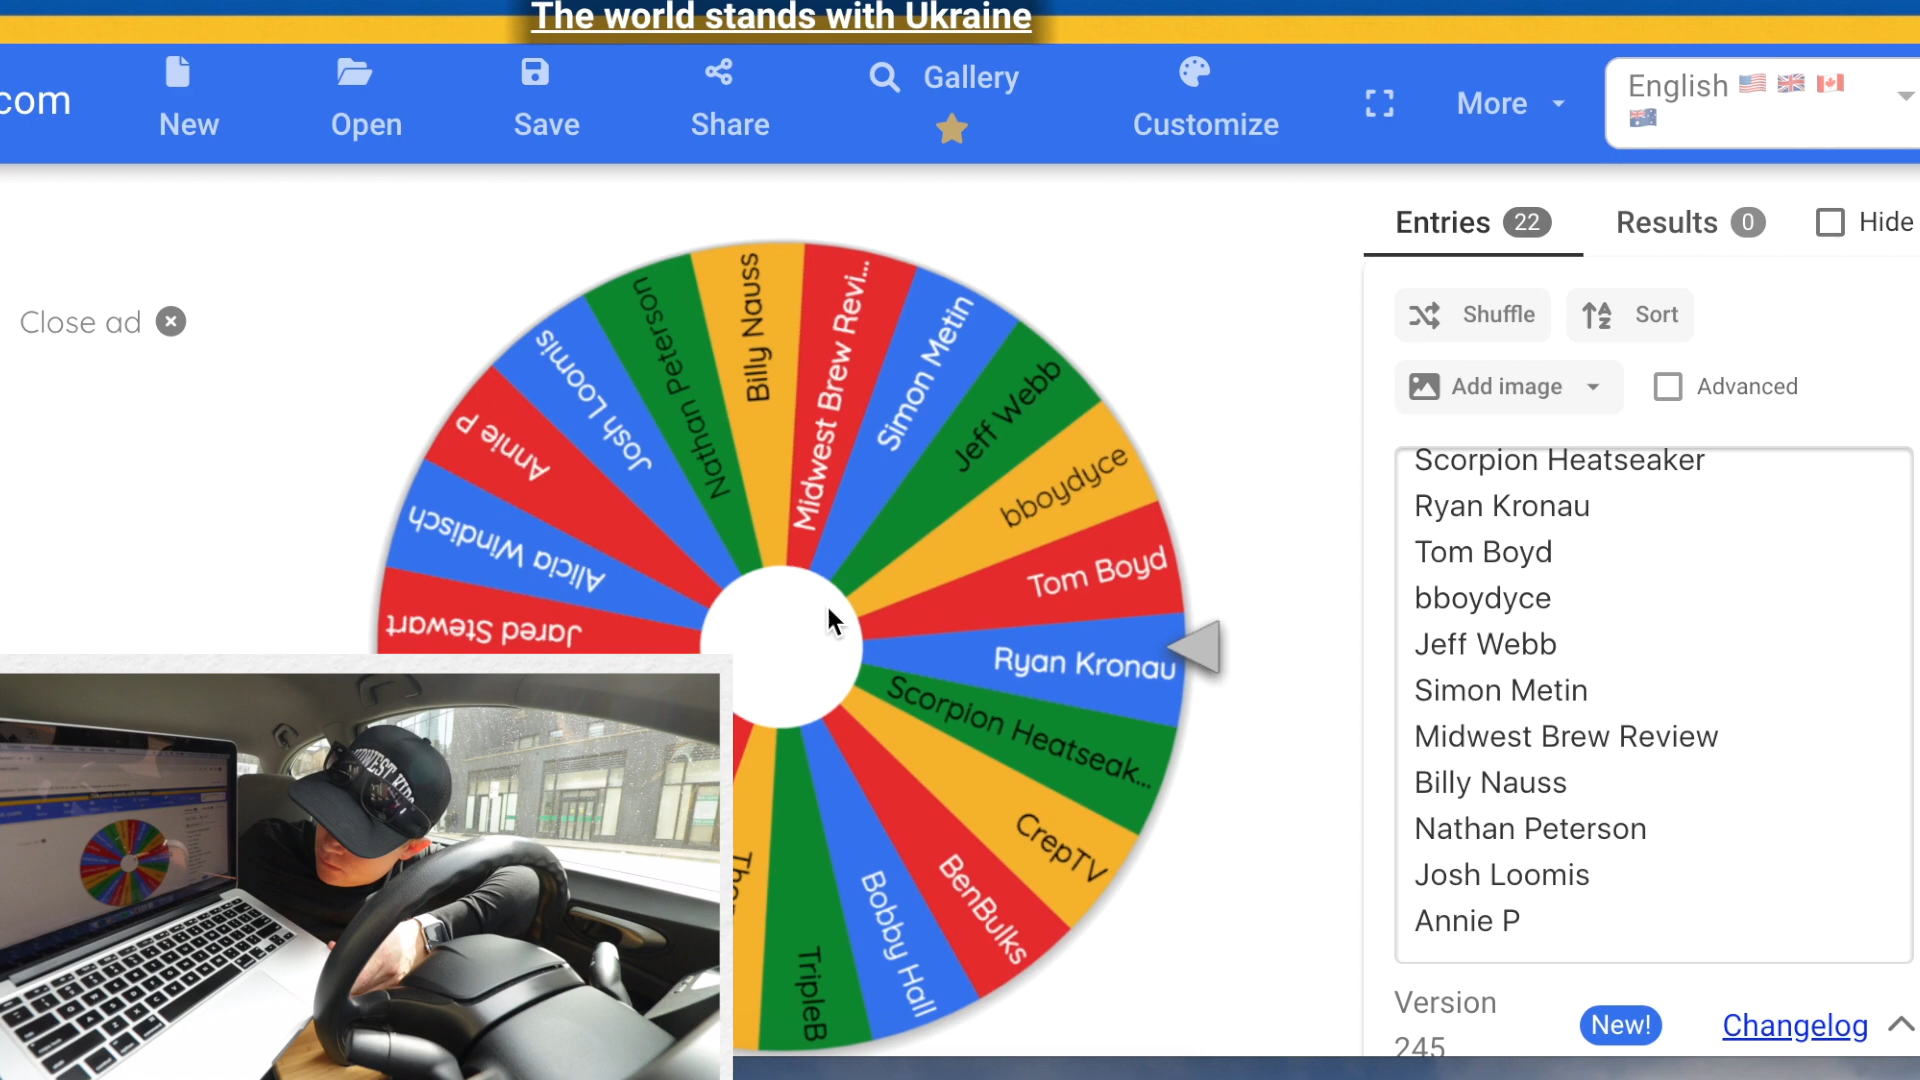 The world stands with Ukraine
com
New
Open
Save
Share
Gallery
Customize
More
English
Entries 22
Results 0
Hide
Close ad
Shuffle
Sort
Add image
Advanced
Scorpion Heatseaker
Ryan Kronau
Tom Boyd
bboydyce
Jeff Webb
Simon Metin
Midwest Brew Review
Billy Nauss
Nathan Peterson
Josh Loomis
Annie P
Version
245
New!
Changelog
Jared Stewart
Alicia Windisch
Annie P
Josh Loomis
Nathan Peterson
Billy Nauss
Midwest Brew Revi...
Simon Metin
Jeff Webb
bboydyce
Tom Boyd
Ryan Kronau
Scorpion Heatseak...
CrepTV
BenBulks
Bobby Hall
TripleB